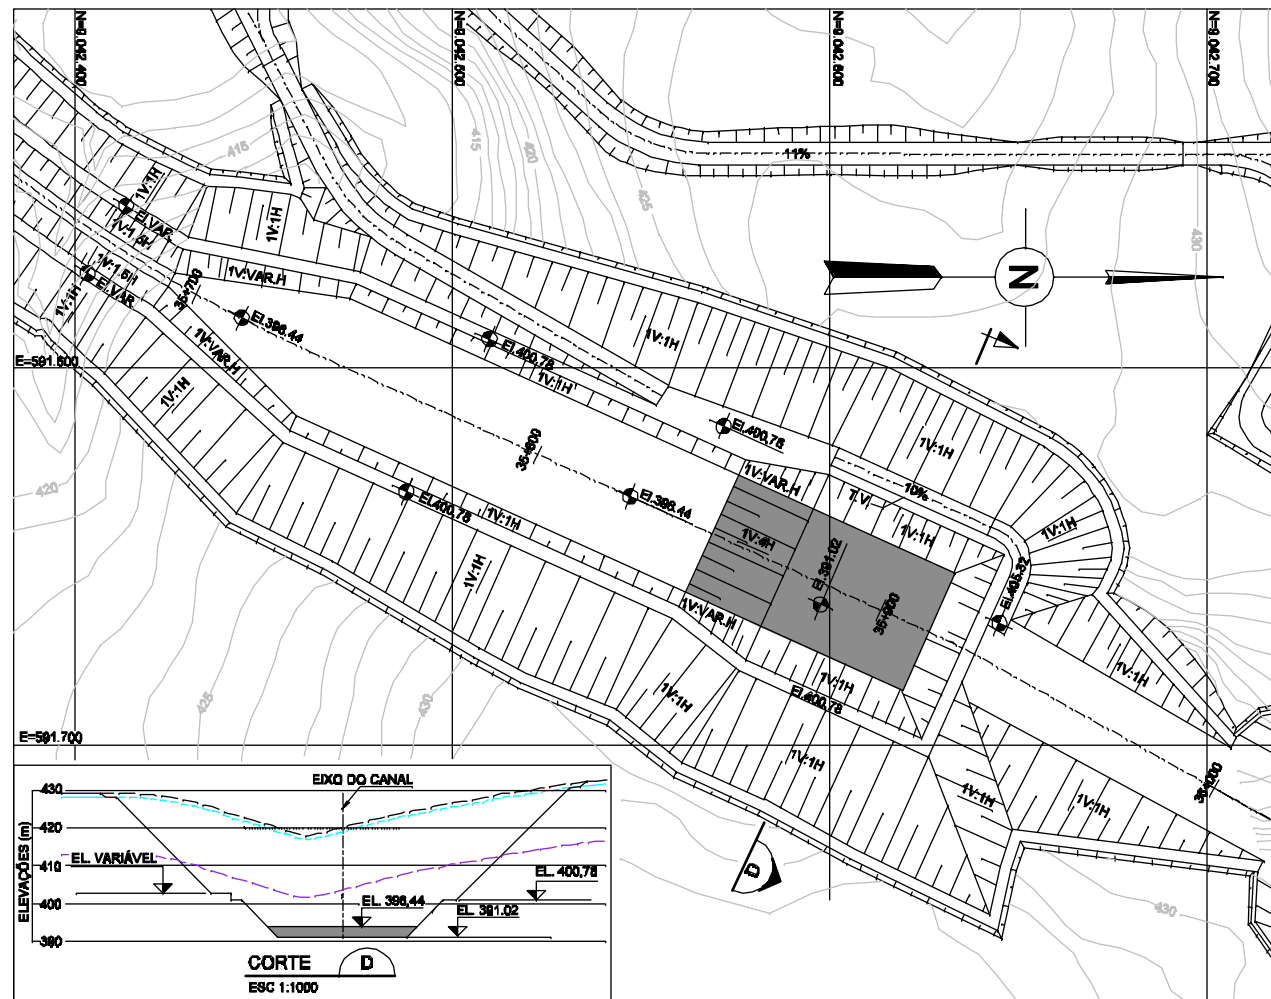 N=9.042.400
N=9.042.500
N=9.042.600
N=9.042.700
415
415
420
425
430
11%
1V:1H
El.VAR.
1V:1.5H
1V:1.5H
El.VAR.
1V:1H
1V:1H
1V:VAR.H
35+700
El.396.44
N
E=591.600
1V:VAR.H
1V:1H
El.400,78
1V:1H
1V:1H
El.400,78
1V:1H
35+800
1V:VAR.H
T.V.
10%
El.396.44
El.400,78
1V:1H
1V:1H
1V:4H
1V:1H
El.391.02
1V:1H
El.405.32
35+900
1V:VAR.H
420
425
430
1V:1H
1V:1H
El.400,78
1V:1H
E=591.700
1V:1H
1V:1H
1V:1H
36+000
430
D
EIXO DO CANAL
ELEVAÇÕES (m)
430
420
410
400
390
EL. VARIÁVEL
EL. 400,78
EL. 396,44
EL. 391.02
CORTE D
ESC 1:1000